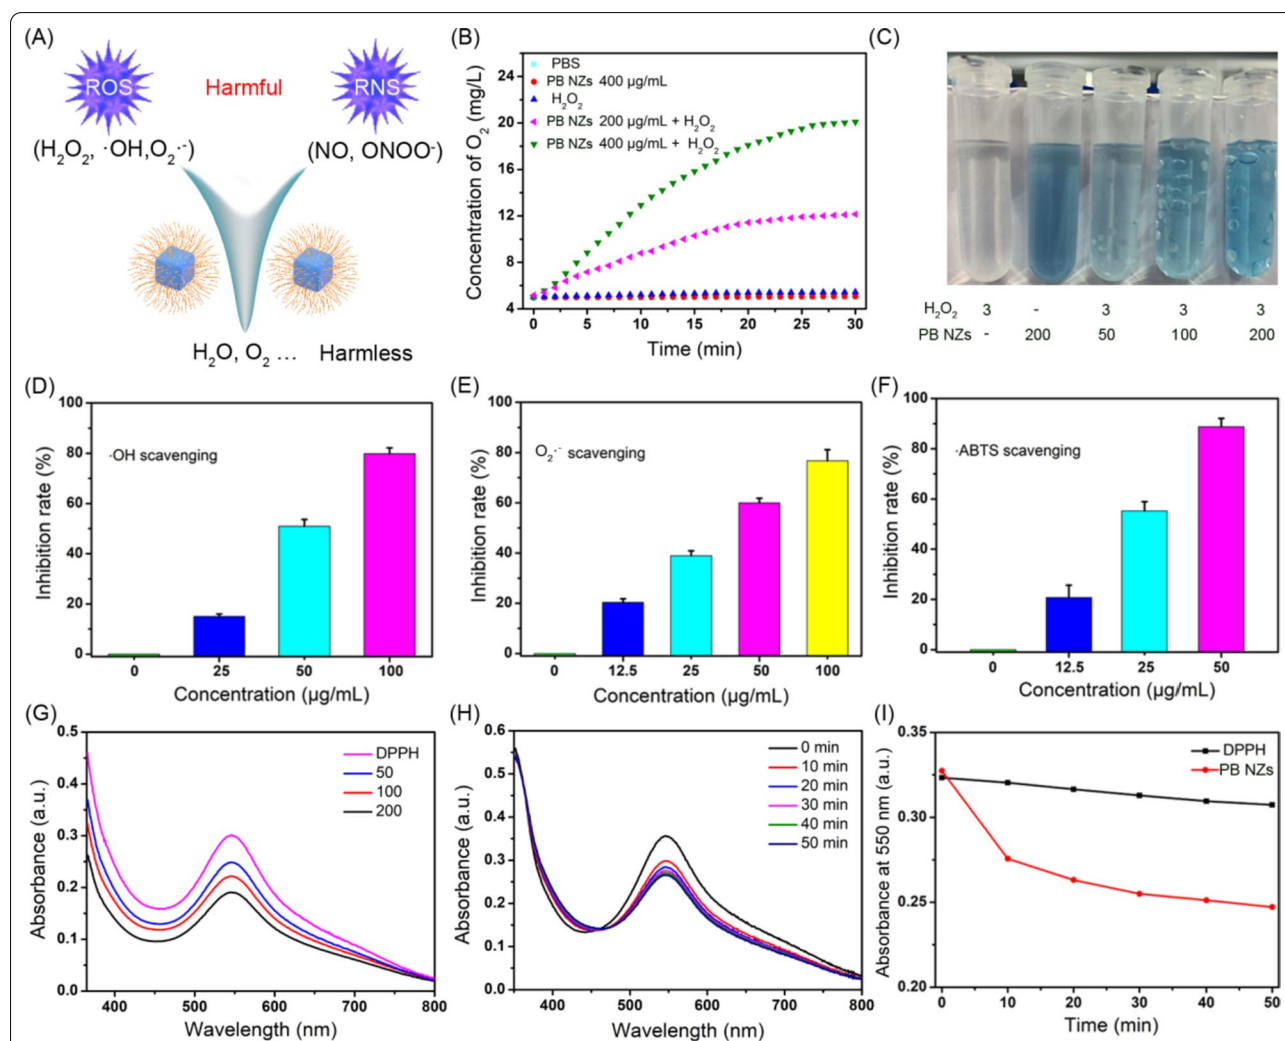 (A)
ROS
Harmful
RNS
(H₂O₂, ·OH,O₂·⁻)
(NO, ONOO⁻)
H₂O, O₂ … Harmless
(B)
Concentration of O₂ (mg/L)
24
20
16
12
8
4
PBS
PB NZs 400 µg/mL
H₂O₂
PB NZs 200 µg/mL + H₂O₂
PB NZs 400 µg/mL + H₂O₂
0 5 10 15 20 25 30
Time (min)
(C)
H₂O₂ 3 - 3 3 3
PB NZs - 200 50 100 200
(D)
Inhibition rate (%)
100
80
60
40
20
0
·OH scavenging
0 25 50 100
Concentration (µg/mL)
(E)
Inhibition rate (%)
100
80
60
40
20
0
O₂·⁻ scavenging
0 12.5 25 50 100
Concentration (µg/mL)
(F)
Inhibition rate (%)
100
80
60
40
20
0
·ABTS scavenging
0 12.5 25 50
Concentration (µg/mL)
(G)
Absorbance (a.u.)
0.5
0.4
0.3
0.2
0.1
0.0
DPPH
50
100
200
400 500 600 700 800
Wavelength (nm)
(H)
Absorbance (a.u.)
0.6
0.5
0.4
0.3
0.2
0.1
0.0
0 min
10 min
20 min
30 min
40 min
50 min
400 500 600 700 800
Wavelength (nm)
(I)
Absorbance at 550 nm (a.u.)
0.35
0.30
0.25
0.20
DPPH
PB NZs
0 10 20 30 40 50
Time (min)